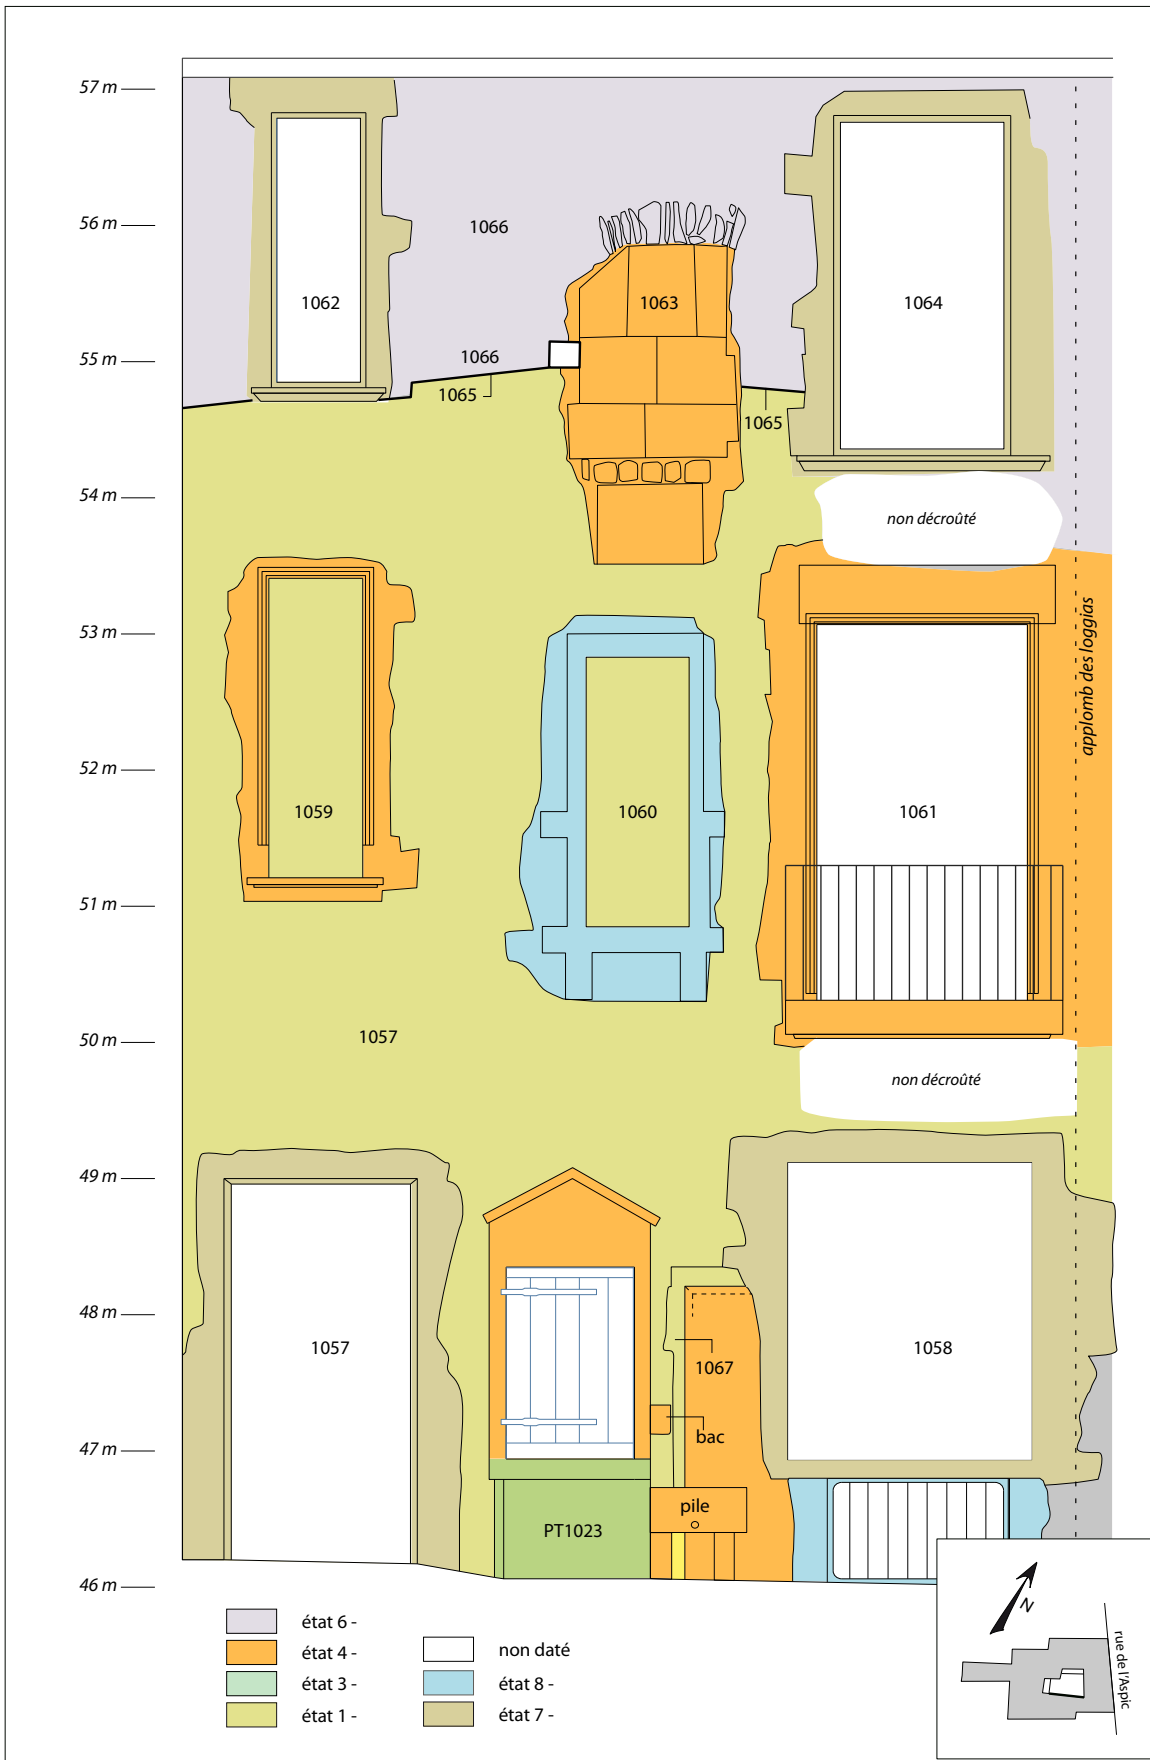 57 m
56 m
1066
1062
1063
1064
55 m
1066
1065
1065
54 m
non décroûté
53 m
applomb des loggias
52 m
1059
1060
1061
51 m
50 m
1057
non décroûté
49 m
48 m
1057
1067
1058
47 m
bac
pile
PT1023
46 m
état 6 -
état 4 -
état 3 -
état 1 -
non daté
état 8 -
état 7 -
N
rue de l'Aspic